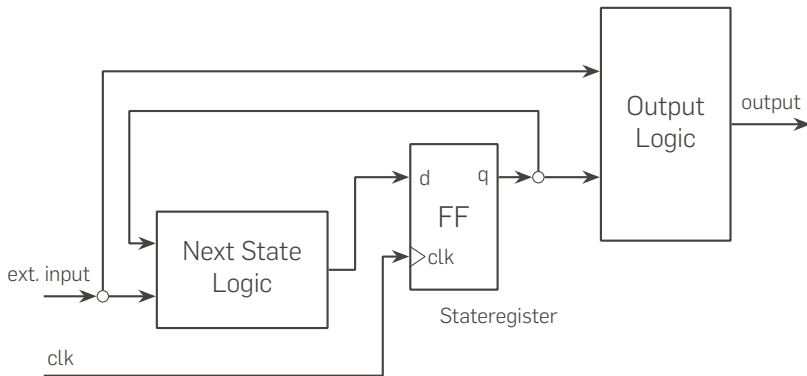 Output
Logic
output
d
q
FF
clk
Next State
Logic
ext. input
Stateregister
clk